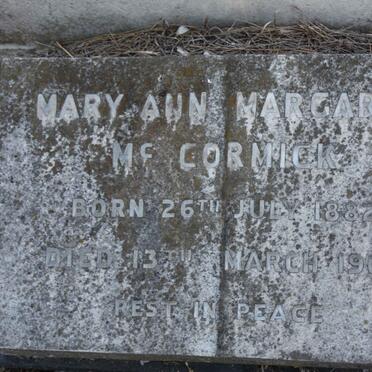 MARY ANN MARGAR
Mc CORMICK
BORN 26TH JULY 188
DIED 13TH MARCH 19
REST IN PEACE